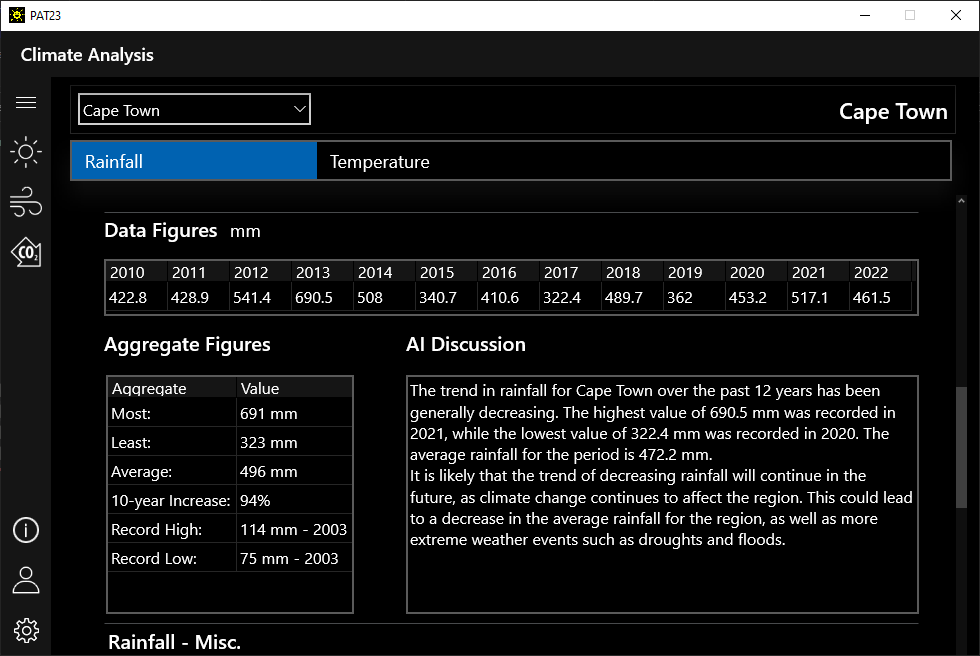 PAT23
Climate Analysis
Cape Town
Cape Town
Rainfall Temperature
Data Figures mm
2010 2011 2012 2013 2014 2015 2016 2017 2018 2019 2020 2021 2022
422.8 428.9 541.4 690.5 508 340.7 410.6 322.4 489.7 362 453.2 517.1 461.5
Aggregate Figures
Aggregate Value
Most: 691 mm
Least: 323 mm
Average: 496 mm
10-year Increase: 94%
Record High: 114 mm - 2003
Record Low: 75 mm - 2003
AI Discussion
The trend in rainfall for Cape Town over the past 12 years has been
generally decreasing. The highest value of 690.5 mm was recorded in
2021, while the lowest value of 322.4 mm was recorded in 2020. The
average rainfall for the period is 472.2 mm.
It is likely that the trend of decreasing rainfall will continue in the
future, as climate change continues to affect the region. This could lead
to a decrease in the average rainfall for the region, as well as more
extreme weather events such as droughts and floods.
CO2
Rainfall - Misc.